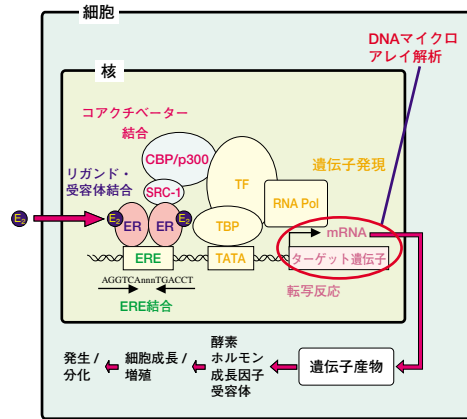 細胞
DNAマイクロ
アレイ解析
核
コアクチベーター
結合
CBP/p300
リガンド・
受容体結合
SRC-1
TF
遺伝子発現
RNA Pol
E₂
E₂
E₂
ER
ER
TBP
mRNA
ERE
TATA
ターゲット遺伝子
AGGTCAnnnTGACCT
転写反応
ERE結合
発生 /
分化
細胞成長 /
増殖
酵素
ホルモン
成長因子
受容体
遺伝子産物